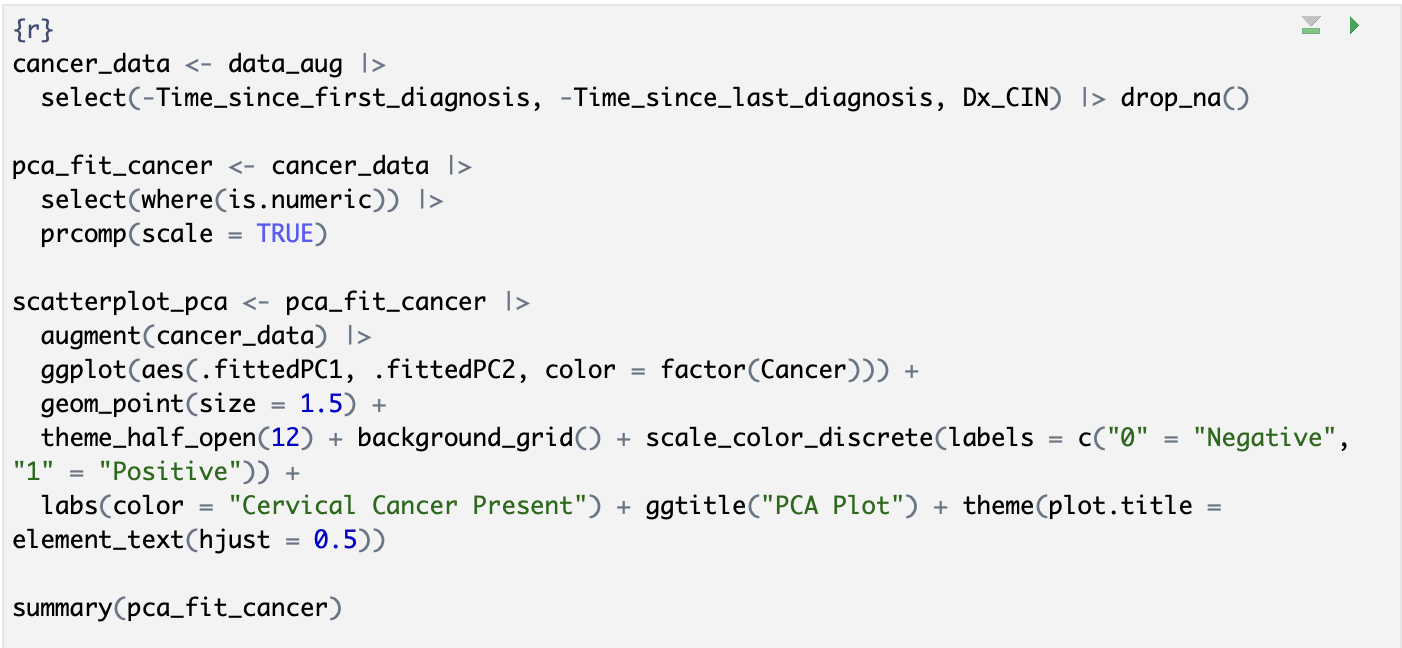 {r}
cancer_data <- data_aug |>
  select(-Time_since_first_diagnosis, -Time_since_last_diagnosis, Dx_CIN) |> drop_na()

pca_fit_cancer <- cancer_data |>
  select(where(is.numeric)) |>
  prcomp(scale = TRUE)

scatterplot_pca <- pca_fit_cancer |>
  augment(cancer_data) |>
  ggplot(aes(.fittedPC1, .fittedPC2, color = factor(Cancer))) +
  geom_point(size = 1.5) +
  theme_half_open(12) + background_grid() + scale_color_discrete(labels = c("0" = "Negative",
"1" = "Positive")) +
  labs(color = "Cervical Cancer Present") + ggtitle("PCA Plot") + theme(plot.title =
element_text(hjust = 0.5))

summary(pca_fit_cancer)